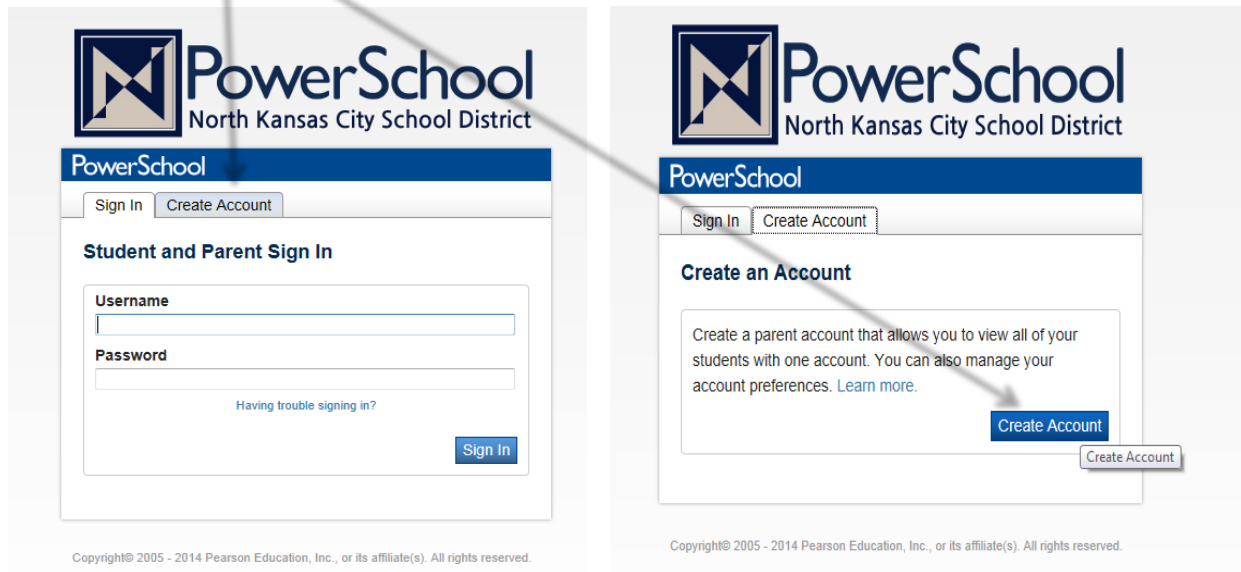 PowerSchool
North Kansas City School District
PowerSchool
Sign In
Create Account
Student and Parent Sign In
Username
Password
Having trouble signing in?
Sign In
Copyright© 2005 - 2014 Pearson Education, Inc., or its affiliate(s). All rights reserved.
PowerSchool
North Kansas City School District
PowerSchool
Sign In
Create Account
Create an Account
Create a parent account that allows you to view all of your
students with one account. You can also manage your
account preferences. Learn more.
Create Account
Create Account
Copyright© 2005 - 2014 Pearson Education, Inc., or its affiliate(s). All rights reserved.